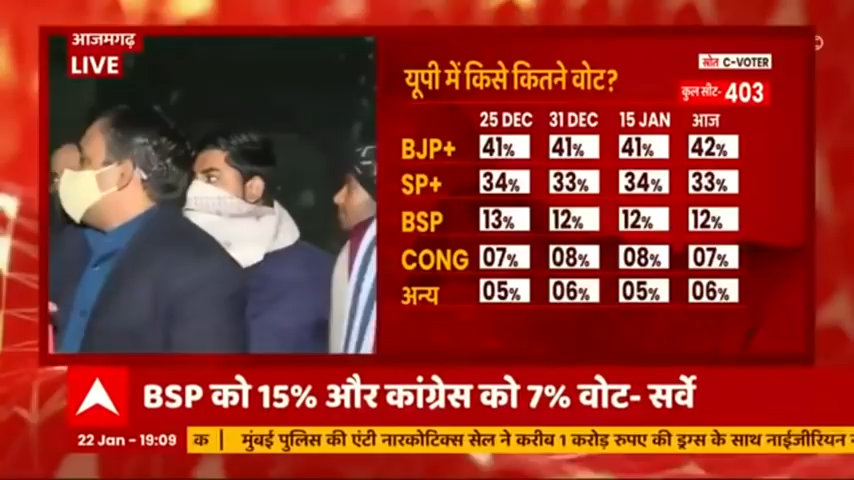 आजमगढ़
LIVE
यूपी में किसे कितने वोट?
स्रोत C-VOTER
कुल सीट- 403
25 DEC 31 DEC 15 JAN आज
BJP+ 41% 41% 41% 42%
SP+ 34% 33% 34% 33%
BSP 13% 12% 12% 12%
CONG 07% 08% 08% 07%
अन्य 05% 06% 05% 06%
BSP को 15% और कांग्रेस को 7% वोट- सर्वे
22 Jan - 19:09 क | मुंबई पुलिस की एंटी नारकोटिक्स सेल ने करीब 1 करोड़ रुपए की ड्रग्स के साथ नाईजीरियन